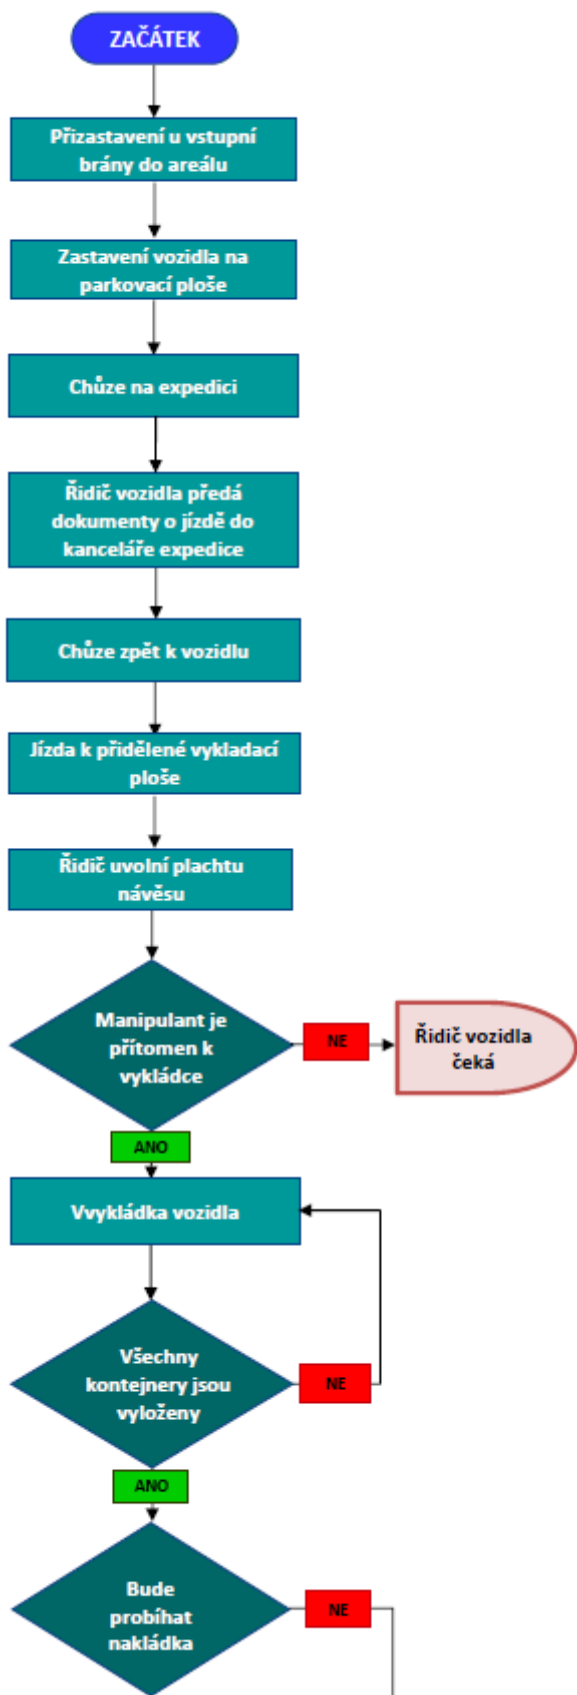 ZAČÁTEK
Přizastavení u vstupní
brány do areálu
Zastavení vozidla na
parkovací ploše
Chůze na expedici
Řidič vozidla předá
dokumenty o jízdě do
kanceláře expedice
Chůze zpět k vozidlu
Jízda k přidělené vykladací
ploše
Řidič uvolní plachtu
návěsu
Manipulant je
přítomen k
vykládce
NE
Řidič vozidla
čeká
ANO
Vvykládka vozidla
Všechny
kontejnery jsou
vyloženy
NE
ANO
Bude
probíhat
nakládka
NE